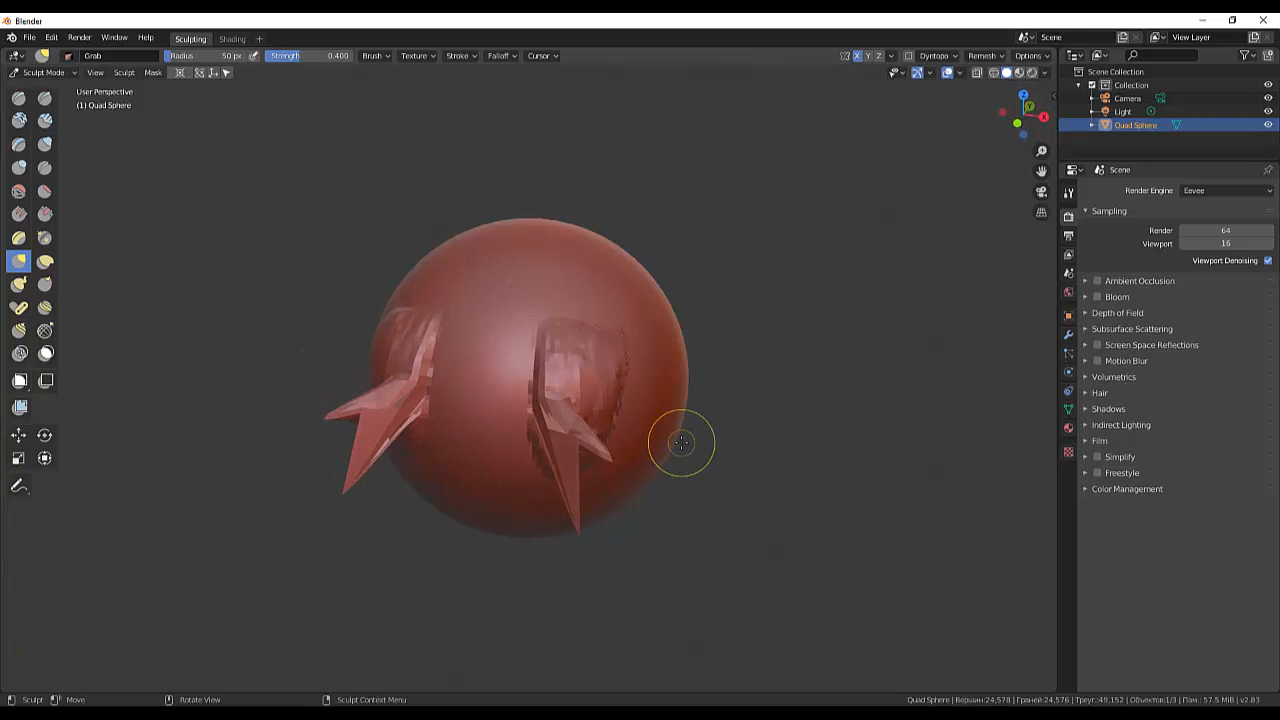 Blender
File Edit Render Window Help Sculpting Shading + Scene View Layer
Grab Radius 50 px Strength 0.400 Brush Texture Stroke Falloff Cursor X Y Z Dyntopo Remesh Options
Sculpt Mode View Sculpt Mask
User Perspective
(1) Quad Sphere
Z
Y
X
Scene Collection
Collection
Camera
Light
Quad Sphere
Scene
Render Engine Eevee
Sampling
Render 64
Viewport 16
Viewport Denoising
Ambient Occlusion
Bloom
Depth of Field
Subsurface Scattering
Screen Space Reflections
Motion Blur
Volumetrics
Hair
Shadows
Indirect Lighting
Film
Simplify
Freestyle
Color Management
Sculpt Move Rotate View Sculpt Context Menu Quad Sphere | Вершин:24,578 | Граней:24,576 | Треуг.:49,152 | Объектов:1/3 | Пам.: 57.5 MiB | v2.83